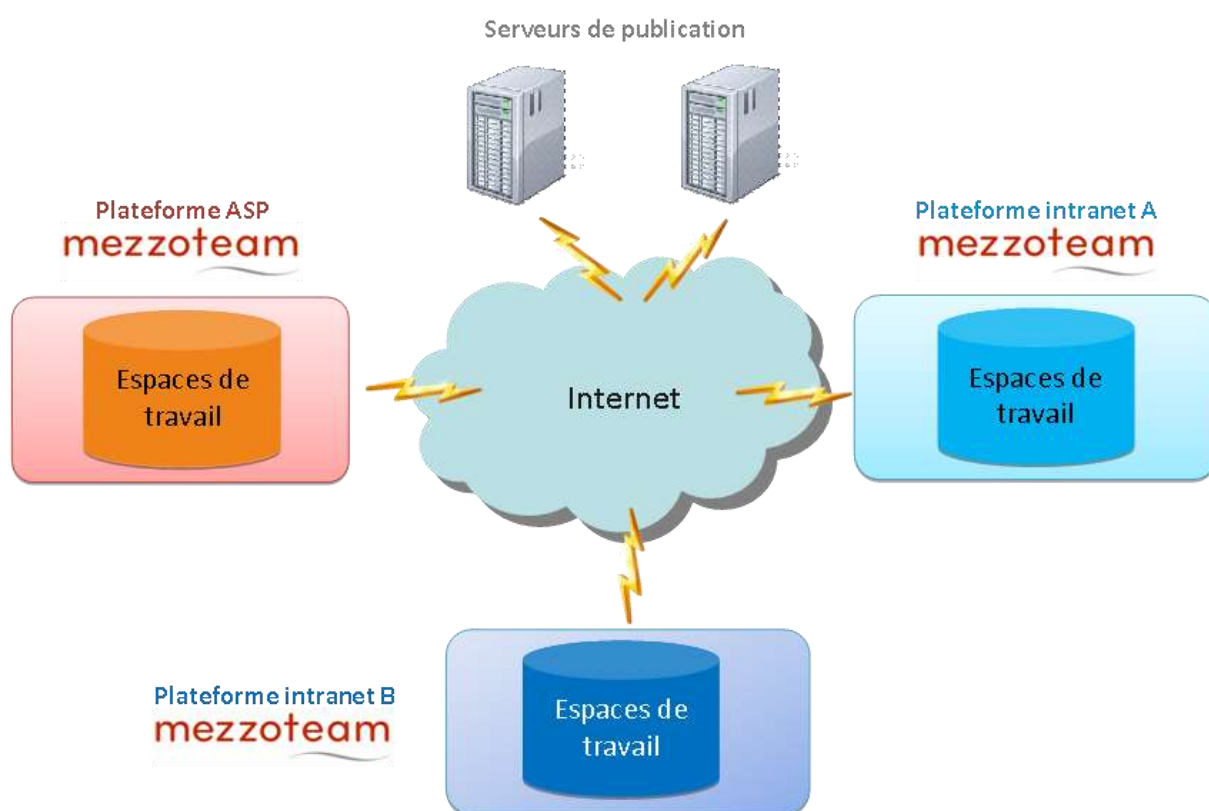 Serveurs de publication
Plateforme ASP
mezzoteam
Plateforme intranet A
mezzoteam
Espaces de
travail
Internet
Espaces de
travail
Plateforme intranet B
mezzoteam
Espaces de
travail